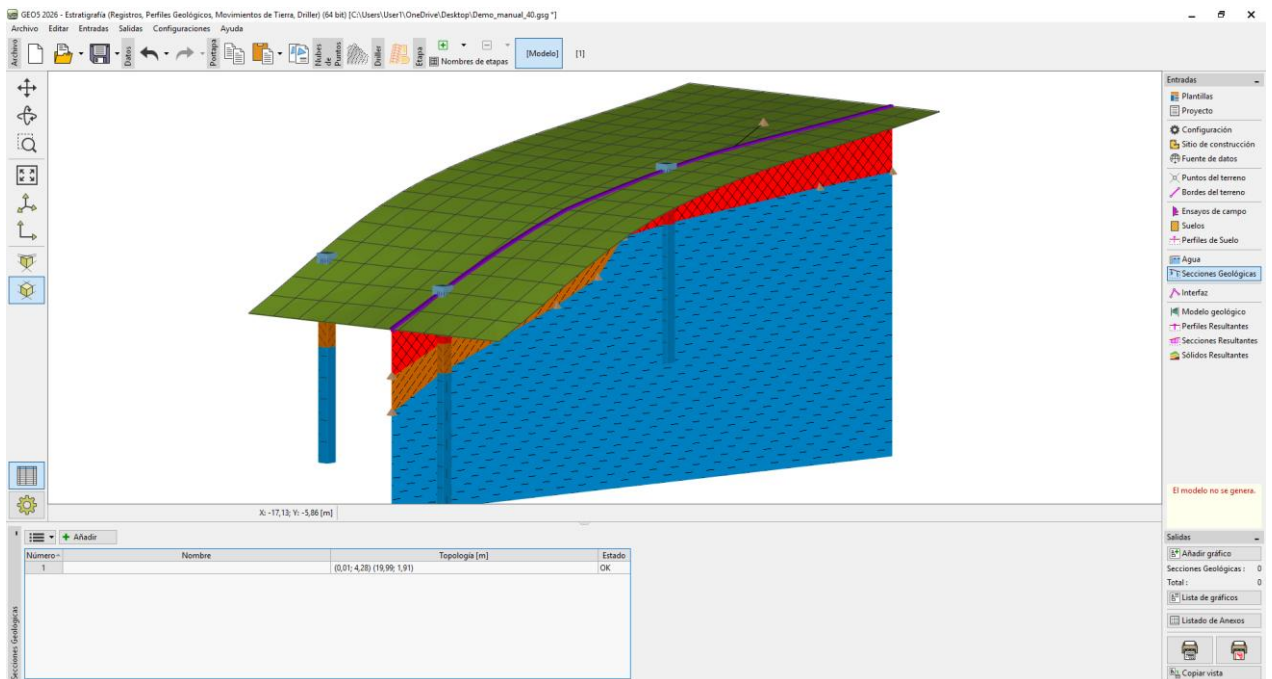 GEO5 2026 - Estratigrafía (Registros, Perfiles Geológicos, Movimientos de Tierra, Driller) (64 bit) [C:\Users\User1\OneDrive\Desktop\Demo_manual_40.gsg *]
Archivo Editar Entradas Salidas Configuraciones Ayuda
Archivo
Datos
Portapa
Nubes de Puntos
Driller
Etapa
Nombres de etapas
[Modelo]
[1]
Entradas
Plantillas
Proyecto
Configuración
Sitio de construcción
Fuente de datos
Puntos del terreno
Bordes del terreno
Ensayos de campo
Suelos
Perfiles de Suelo
Agua
Secciones Geológicas
Interfaz
Modelo geológico
Perfiles Resultantes
Secciones Resultantes
Sólidos Resultantes
El modelo no se genera.
X: -17,13; Y: -5,86 [m]
Añadir
Número Nombre Topología [m] Estado
1 (0,01; 4,28) (19,99; 1,91) OK
Secciones Geológicas
Salidas
Añadir gráfico
Secciones Geológicas : 0
Total : 0
Lista de gráficos
Listado de Anexos
Copiar vista